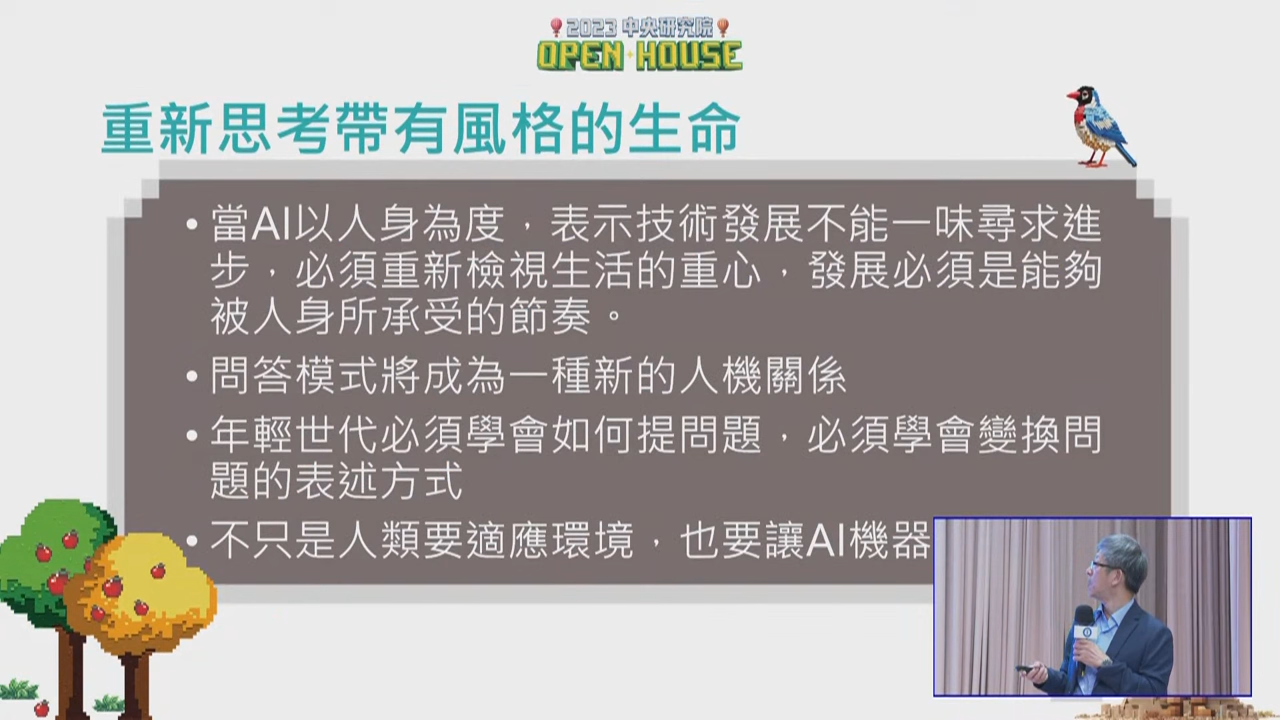 2023 中央研究院
OPEN HOUSE
重新思考帶有風格的生命
• 當AI以人身為度，表示技術發展不能一味尋求進
步，必須重新檢視生活的重心，發展必須是能夠
被人身所承受的節奏。
• 問答模式將成為一種新的人機關係
• 年輕世代必須學會如何提問題，必須學會變換問
題的表述方式
• 不只是人類要適應環境，也要讓AI機器